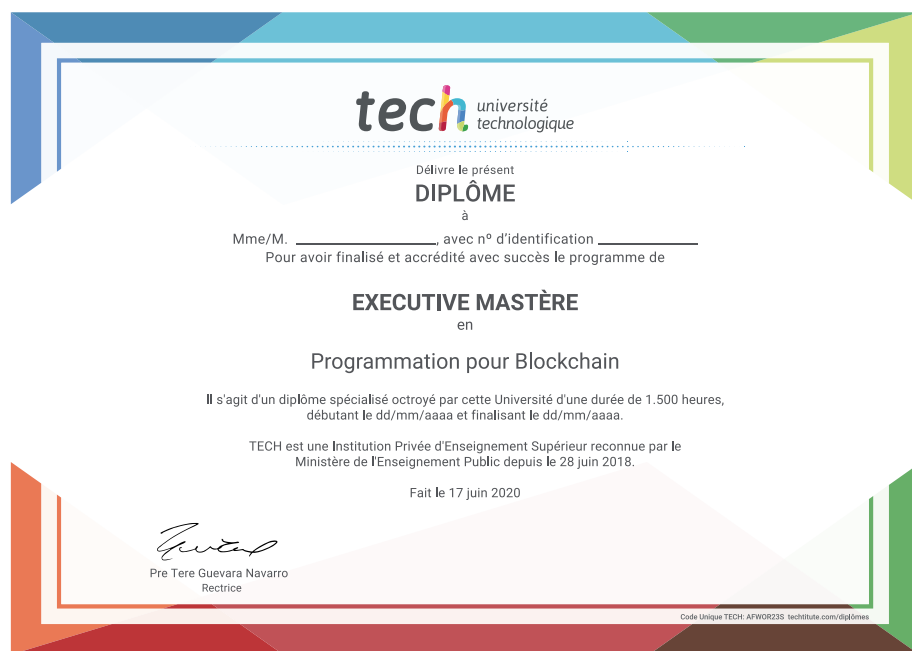 tech université
technologique
Délivre le présent
DIPLÔME
à
Mme/M. ____________________, avec nº d'identification ______________
Pour avoir finalisé et accrédité avec succès le programme de
EXECUTIVE MASTÈRE
en
Programmation pour Blockchain
Il s'agit d'un diplôme spécialisé octroyé par cette Université d'une durée de 1.500 heures,
débutant le dd/mm/aaaa et finalisant le dd/mm/aaaa.
TECH est une Institution Privée d'Enseignement Supérieur reconnue par le
Ministère de l'Enseignement Public depuis le 28 juin 2018.
Fait le 17 juin 2020
Pre Tere Guevara Navarro
Rectrice
Code Unique TECH: AFWOR23S techtitute.com/diplômes